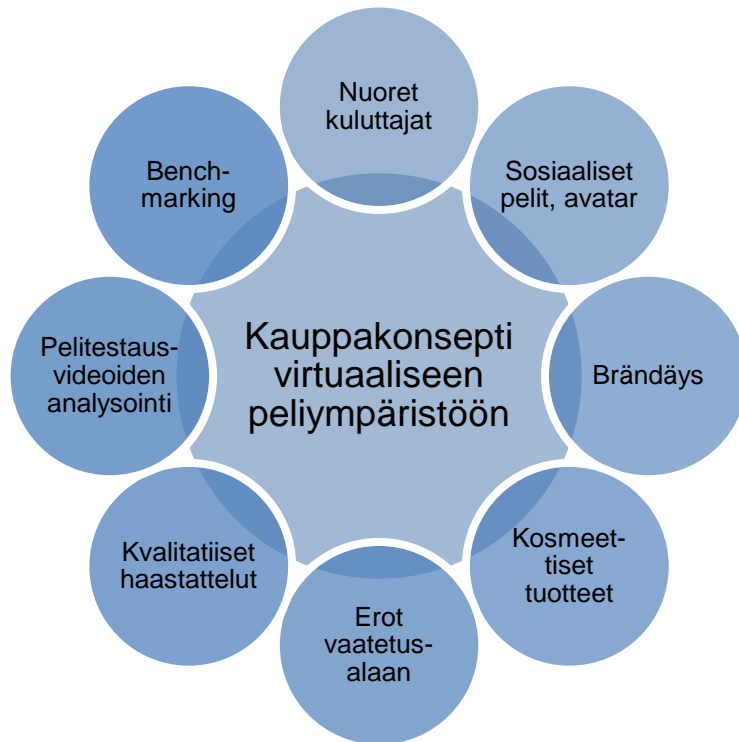 Nuoret
kuluttajat
Sosiaaliset
pelit, avatar
Brändäys
Kosmeet-
tiset
tuotteet
Erot
vaatetus-
alaan
Kvalitatiiset
haastattelut
Pelitestaus-
videoiden
analysointi
Bench-
marking
Kauppakonsepti
virtuaaliseen
peliympäristöön